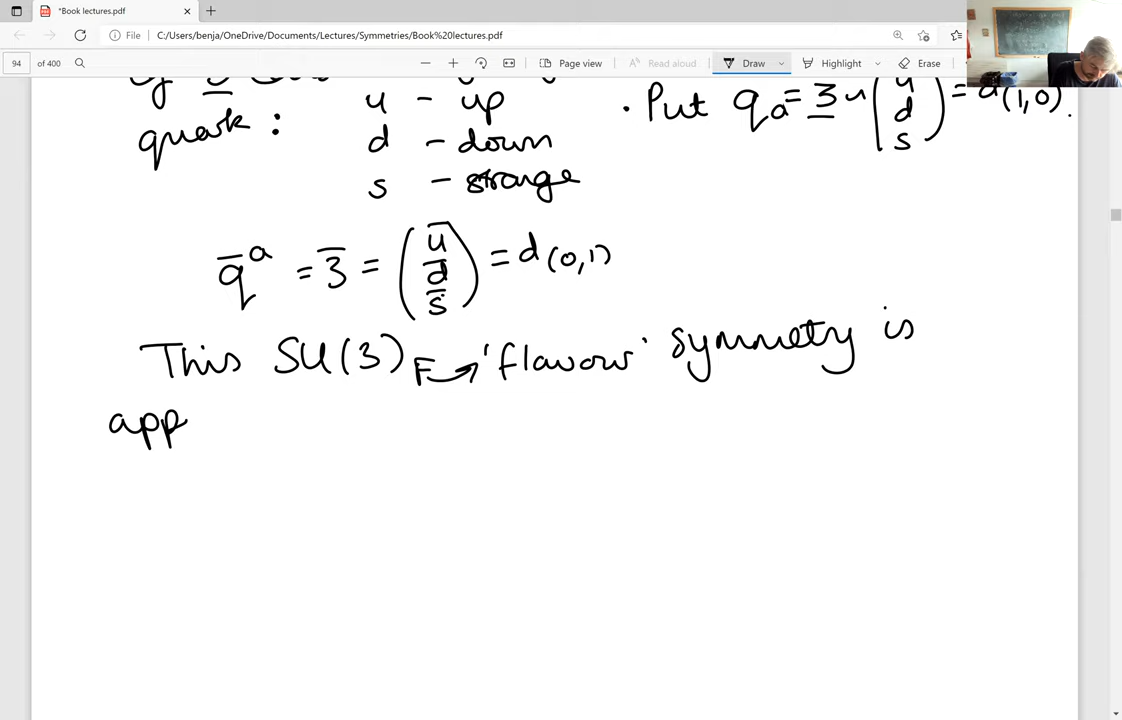 *Book lectures.pdf
File C:/Users/benja/OneDrive/Documents/Lectures/Symmetries/Book%20lectures.pdf
94 of 400 Page view Read aloud Draw Highlight Erase
u - up
quark :
d - down
s - strange
. Put q_a = 3 ~ (u d s) = d(1,0).
q̄^a = 3̄ = (ū d̄ s̄) = d(0,1)
This SU(3)_F 'flavour' symmetry is
app